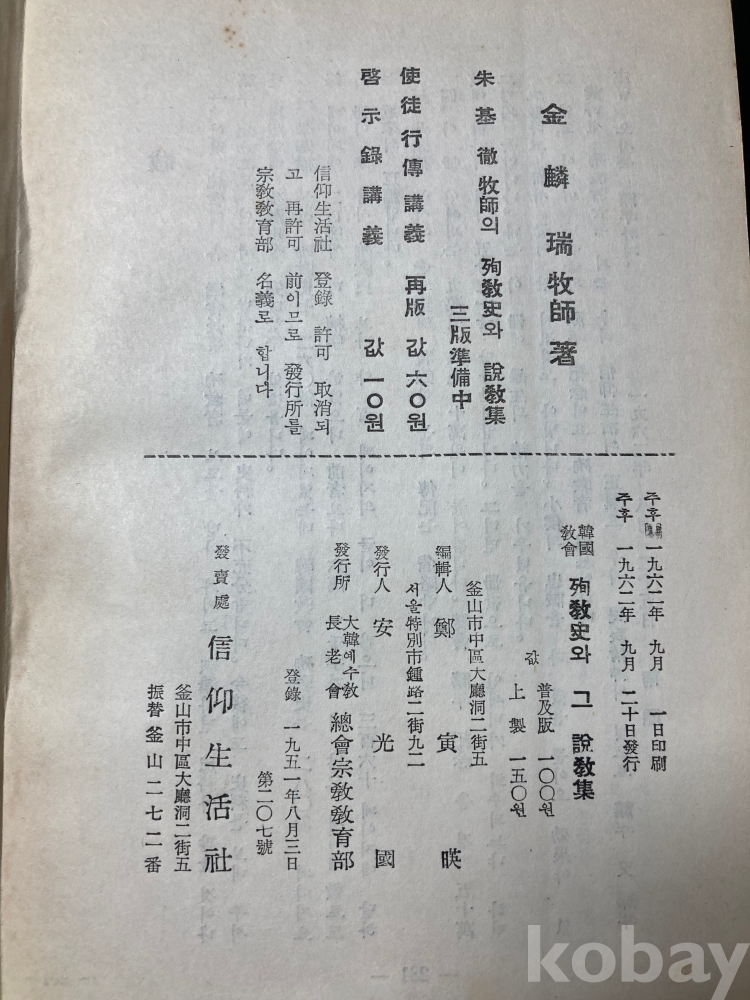 金麟瑞牧師著
朱基徹牧師의 殉敎史와 說敎集
三版準備中
使徒行傳講義 再版 값 六〇원
啓示錄講義 값 一〇원
信仰生活社 登錄 許可 取消되
고 再許可 前이므로 發行所를
宗敎敎育部 名義로 합니다
주후 一九六二年 九月 一日印刷
주후 一九六二年 九月 二十日發行
韓國敎會 殉敎史와 그 說敎集
값 普及版 一〇〇원
上製 一五〇원
釜山市中區大廳洞二街五
編輯人 鄭寅暎
서울特別市鍾路二街九二
發行人 安光國
發行所 大韓예수敎長老會 總會宗敎敎育部
登錄 一九五一年八月三日
第二〇七號
發賣處 信仰生活社
釜山市中區大廳洞二街五
振替釜山二七二番
— 221 —
kobay